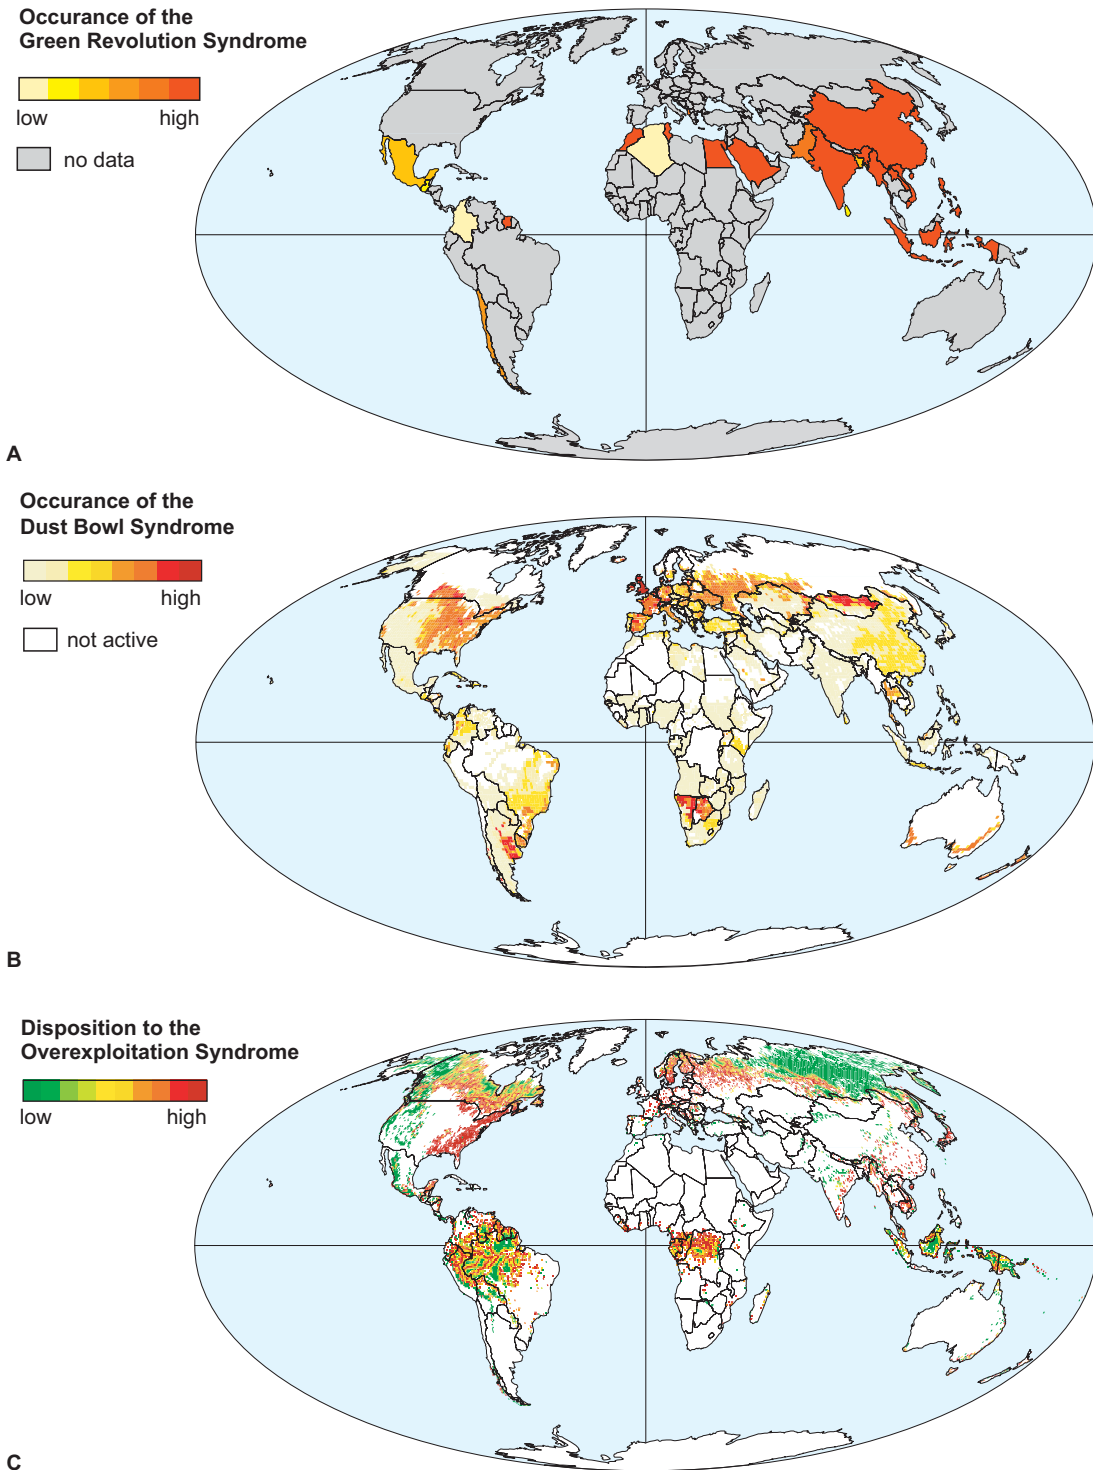 Occurance of the
Green Revolution Syndrome
low high
no data
A
Occurance of the
Dust Bowl Syndrome
low high
not active
B
Disposition to the
Overexploitation Syndrome
low high
C